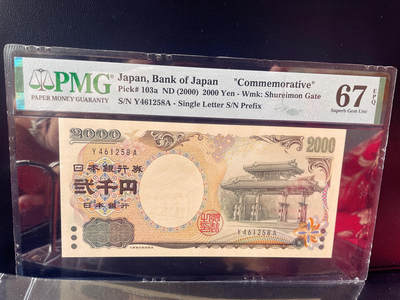 PMG
PAPER MONEY GUARANTY
Japan, Bank of Japan "Commemorative"
Pick# 103a ND (2000) 2000 Yen - Wmk: Shureimon Gate
S/N Y461258A - Single Letter S/N Prefix
67 EPQ
Superb Gem Unc
2000
2000
Y461258A
日本銀行券
弐千円
日本銀行
Y461258A